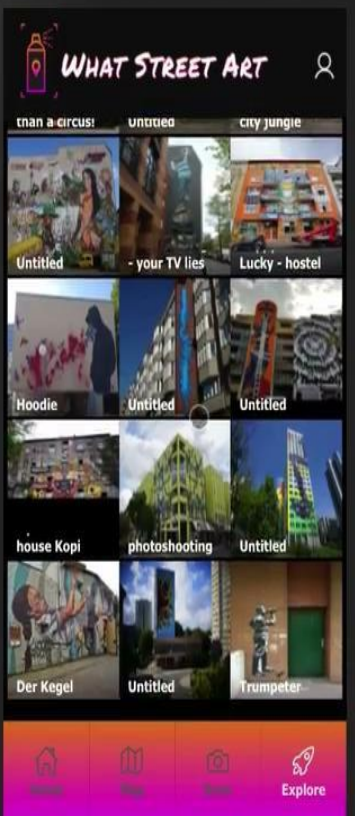 What Street Art
than a circus!
Untitled
city jungle
Untitled
- your TV lies
Lucky - hostel
Hoodie
Untitled
Untitled
house Kopi
photoshooting
Untitled
Der Kegel
Untitled
Trumpeter
Explore